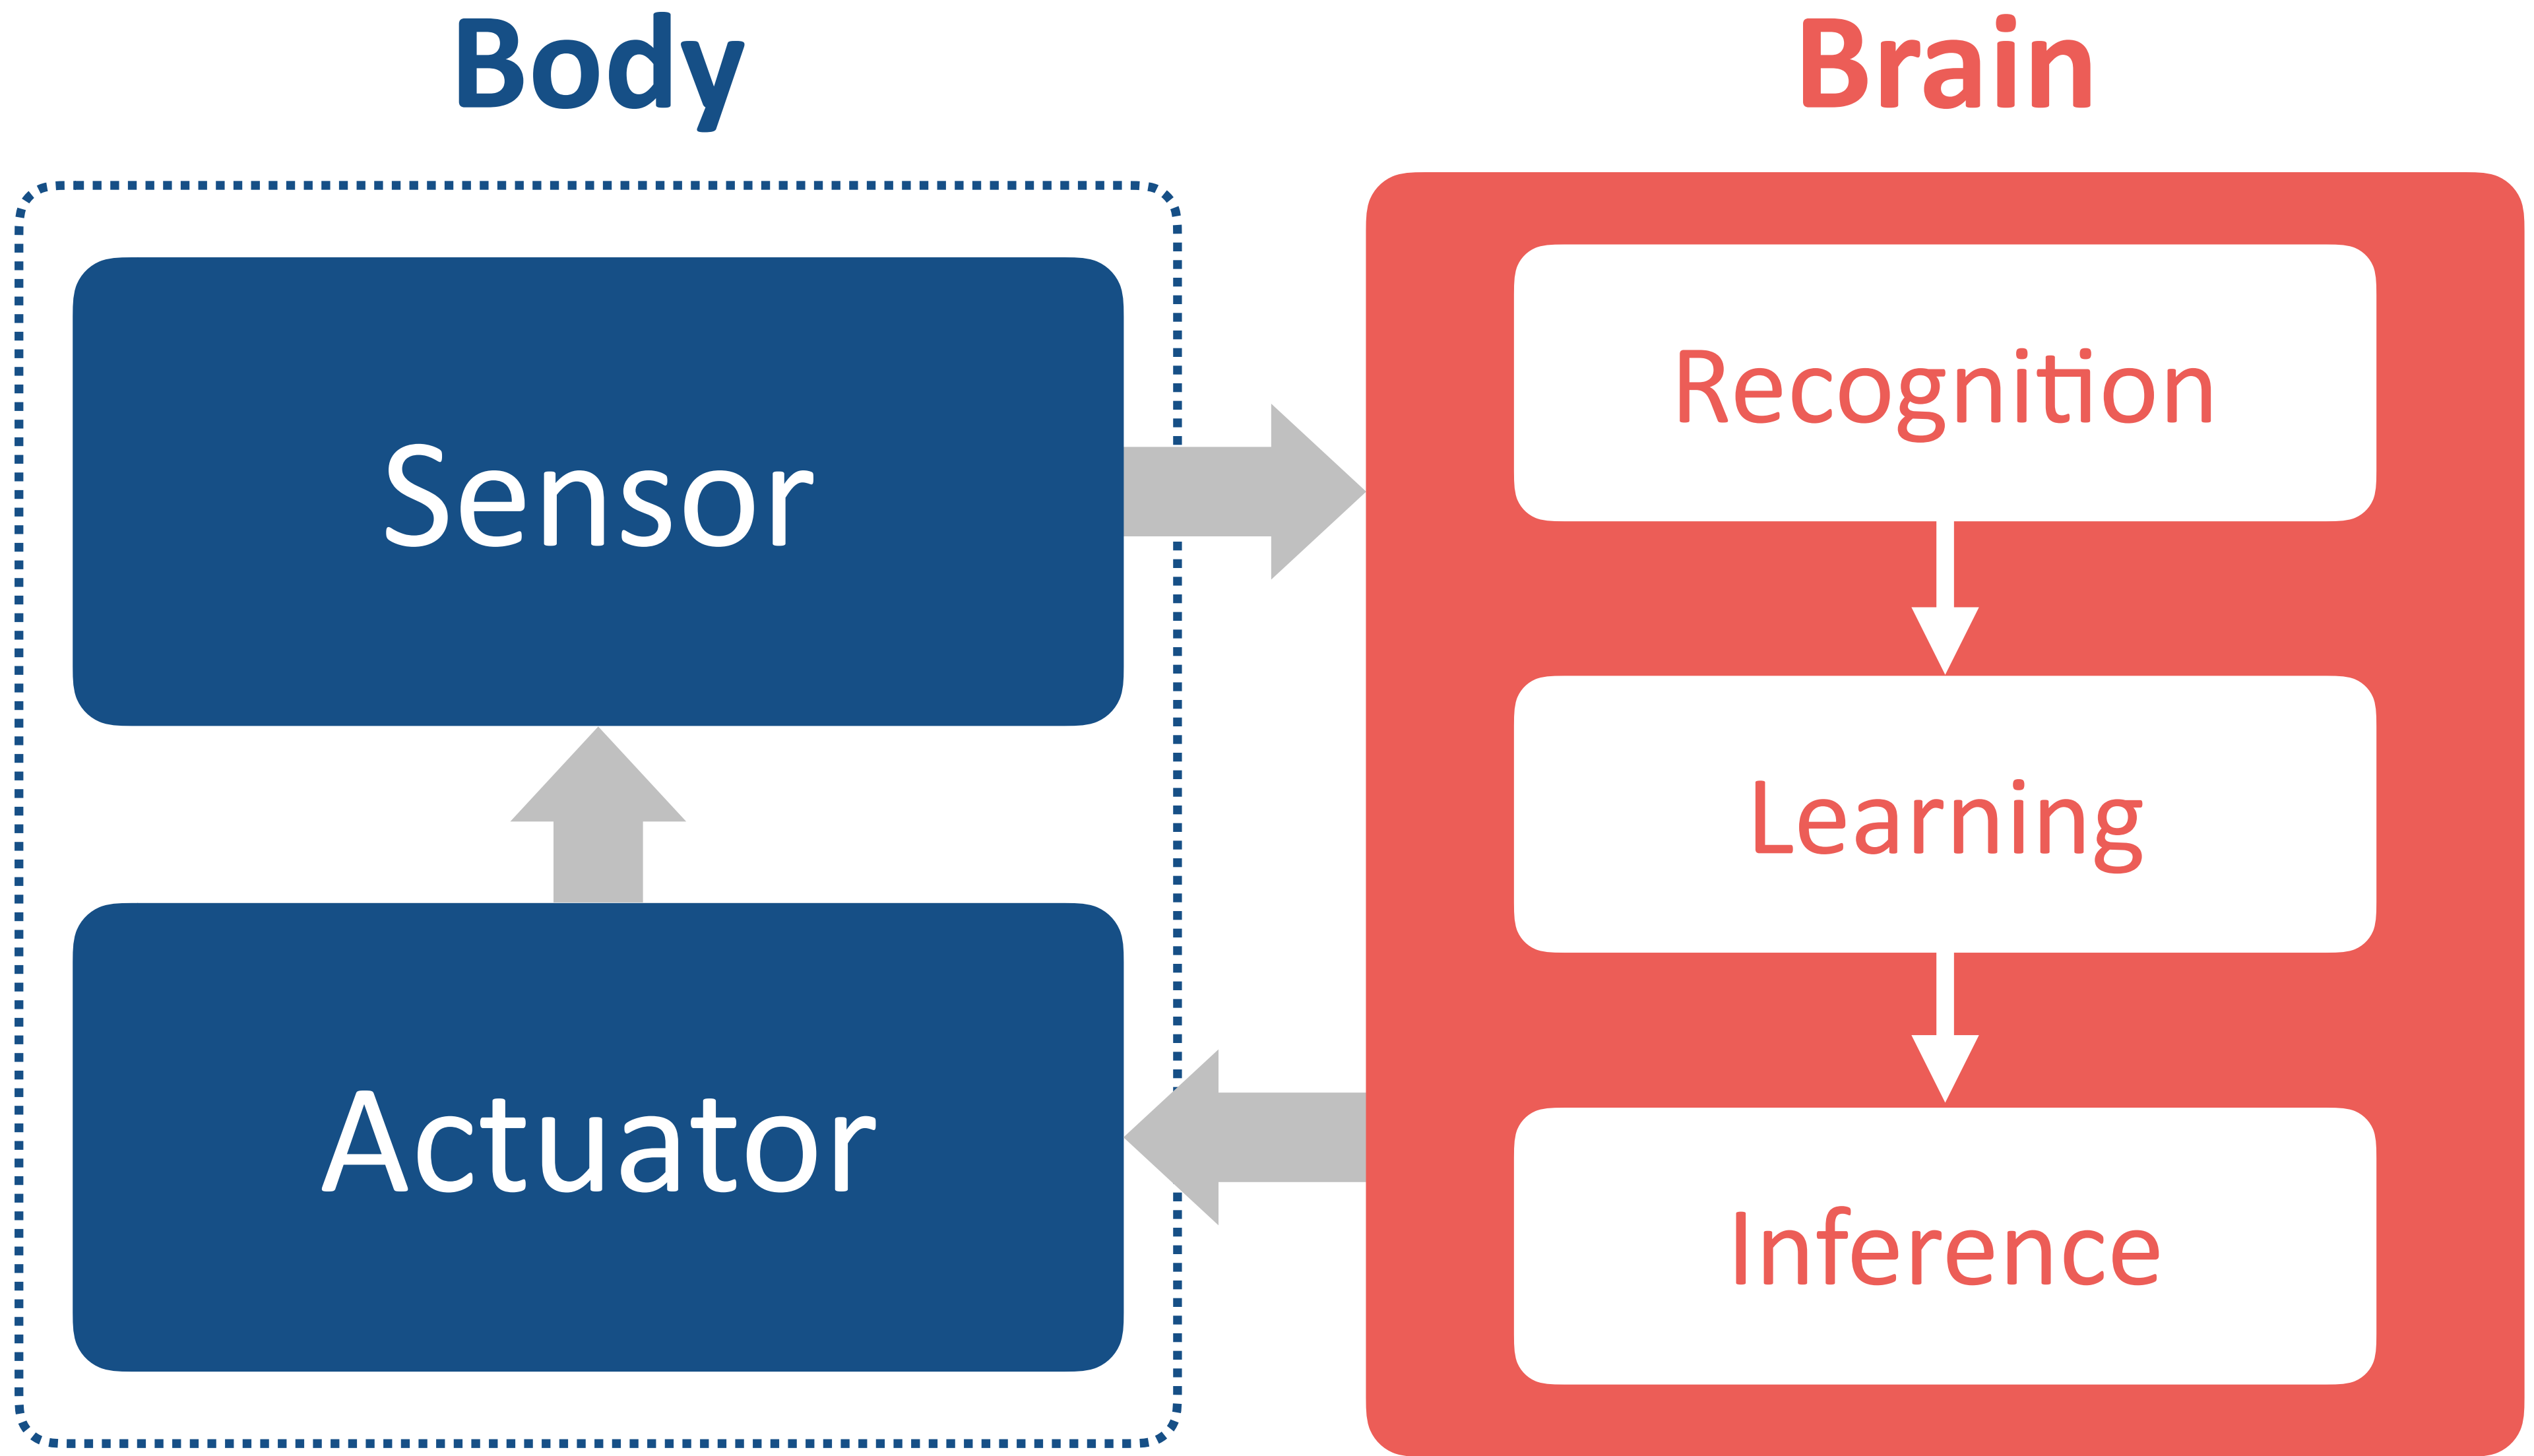 Body
Brain
Sensor
Actuator
Recognition
Learning
Inference